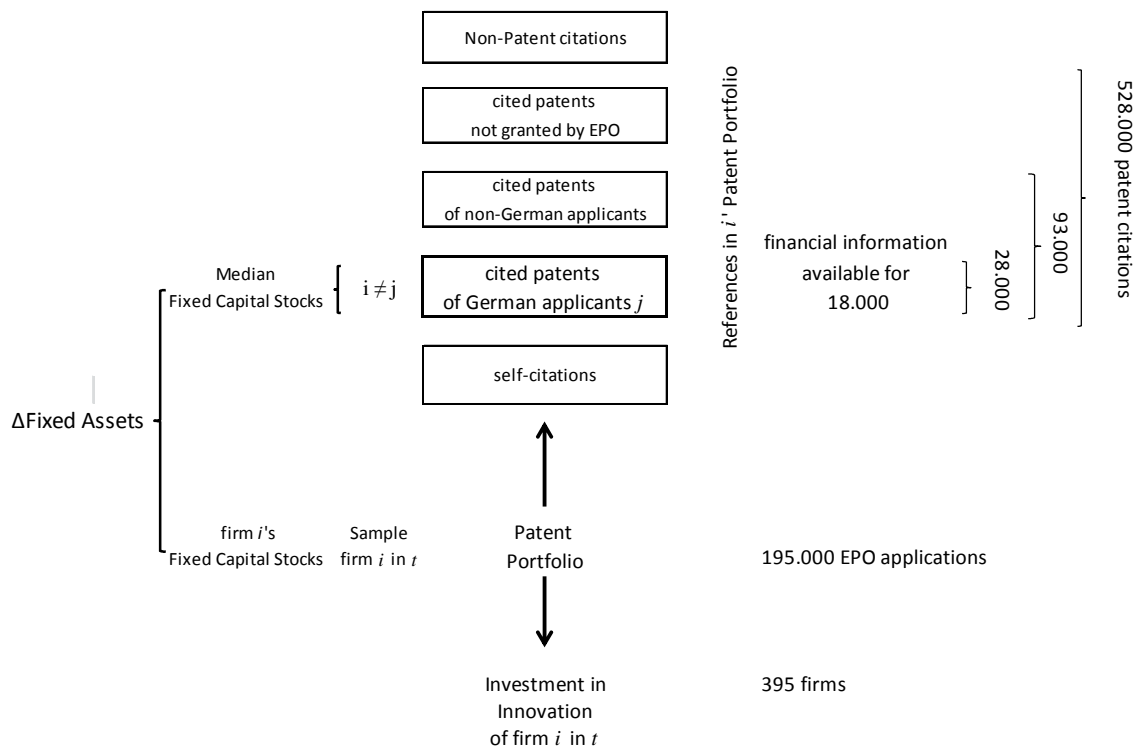 Non-Patent citations
cited patents
not granted by EPO
cited patents
of non-German applicants
cited patents
of German applicants j
self-citations
Median
Fixed Capital Stocks
i ≠ j
ΔFixed Assets
firm i's
Fixed Capital Stocks
Sample
firm i in t
Patent
Portfolio
Investment in
Innovation
of firm i in t
References in i ' Patent Portfolio
financial information
available for
18.000
28.000
93.000
528.000 patent citations
195.000 EPO applications
395 firms